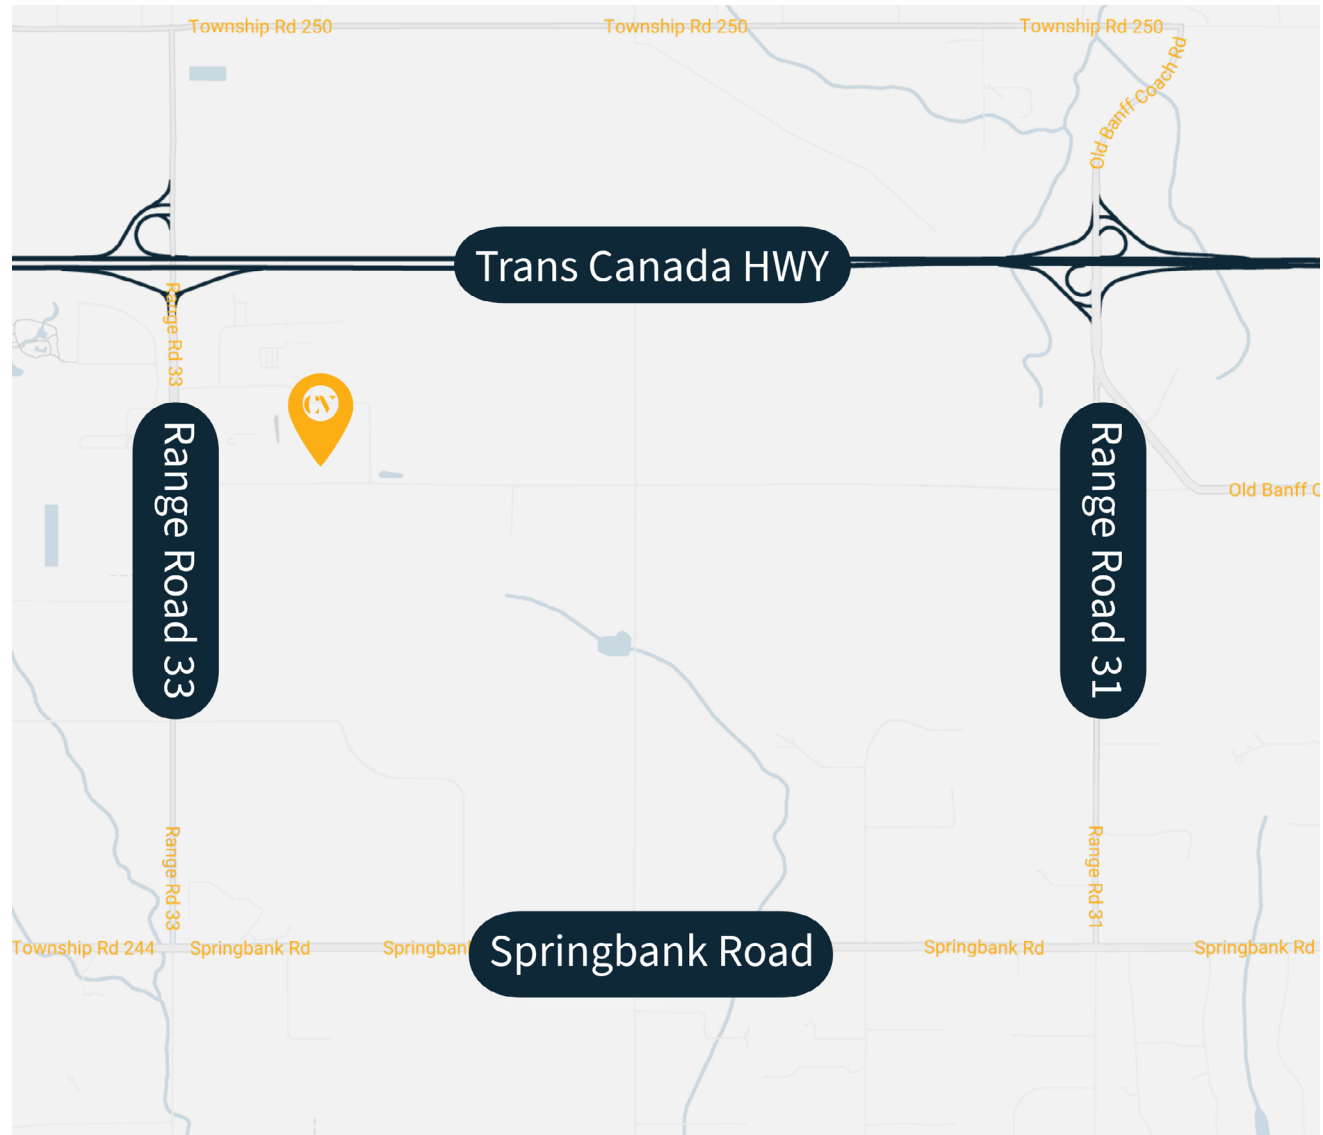 Township Rd 250
Township Rd 250
Township Rd 250
Old Banff Coach Rd
Trans Canada HWY
Range Rd 33
Range Road 33
Range Road 31
Old Banff C
Range Rd 33
Range Rd 31
Township Rd 244
Springbank Rd
Springban
Springbank Road
Springbank Rd
Springbank Rd